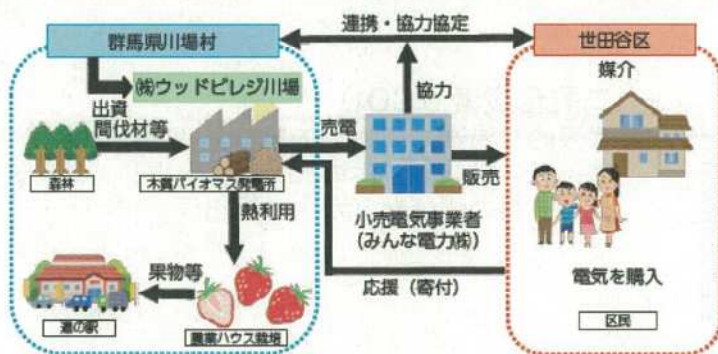 群馬県川場村
連携・協力協定
世田谷区
媒介
㈱ウッドビレジ川場
出資
間伐材等
協力
売電
販売
森林
木質バイオマス発電所
熱利用
小売電気事業者
(みんな電力㈱)
果物等
応援(寄付)
電気を購入
道の駅
農業ハウス栽培
区民